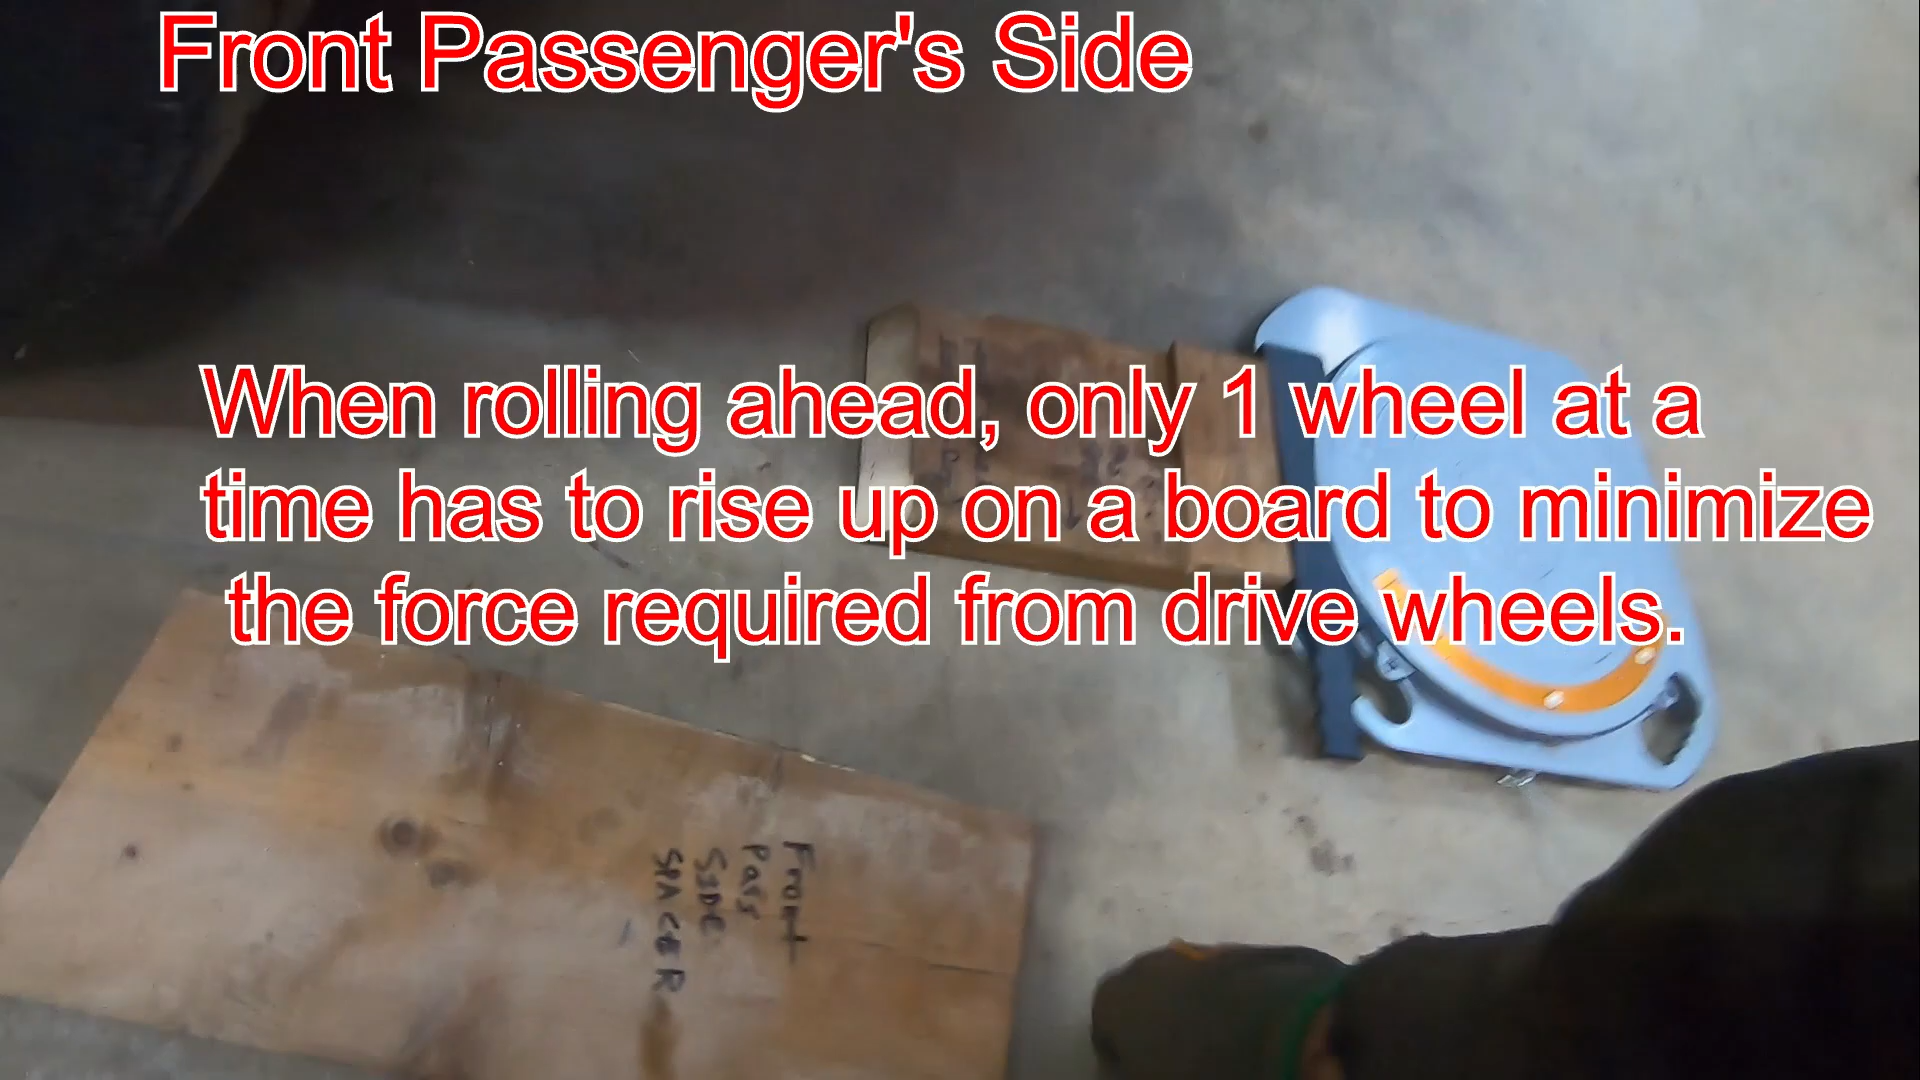 Front Passenger's Side
When rolling ahead, only 1 wheel at a
time has to rise up on a board to minimize
the force required from drive wheels.
Front
Pass
SIDE
SPACER